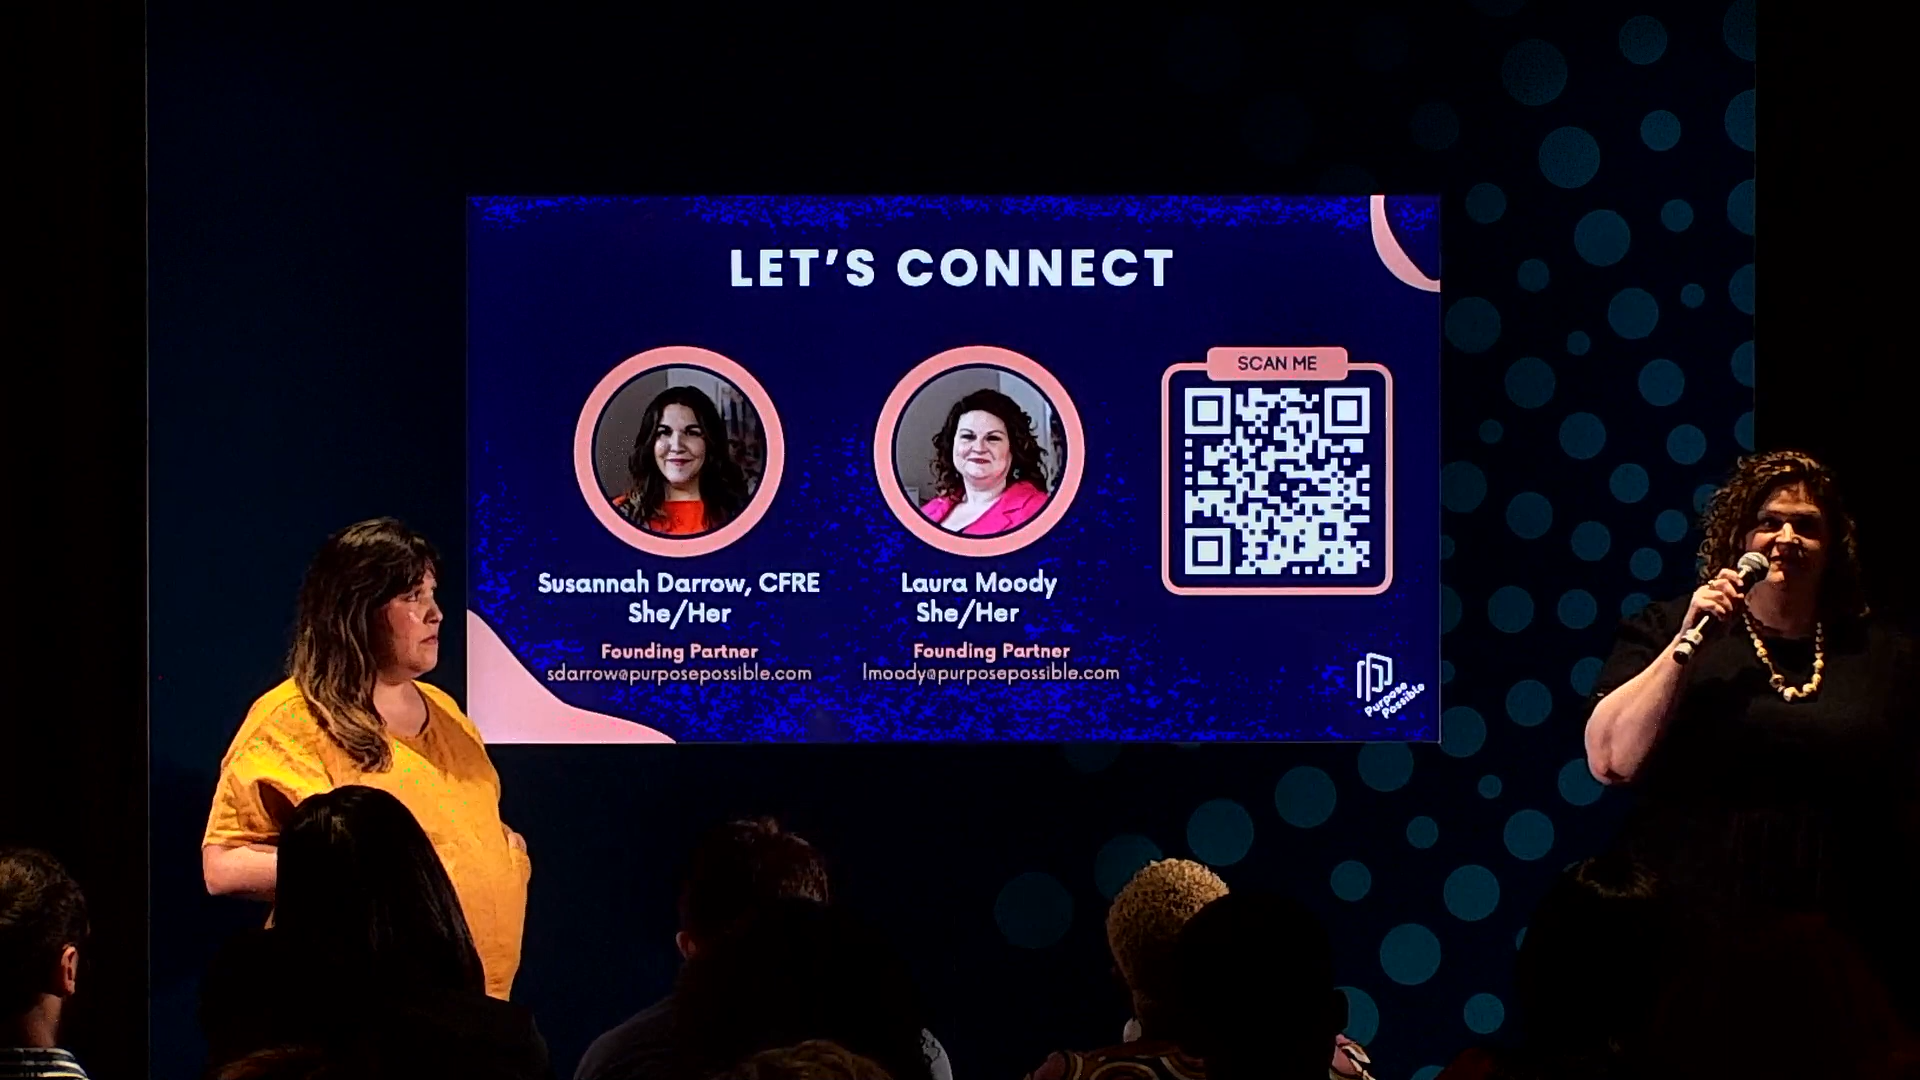 LET'S CONNECT
SCAN ME
Susannah Darrow, CFRE
She/Her
Founding Partner
sdarrow@purposepossible.com
Laura Moody
She/Her
Founding Partner
lmoody@purposepossible.com
Purpose
Possible